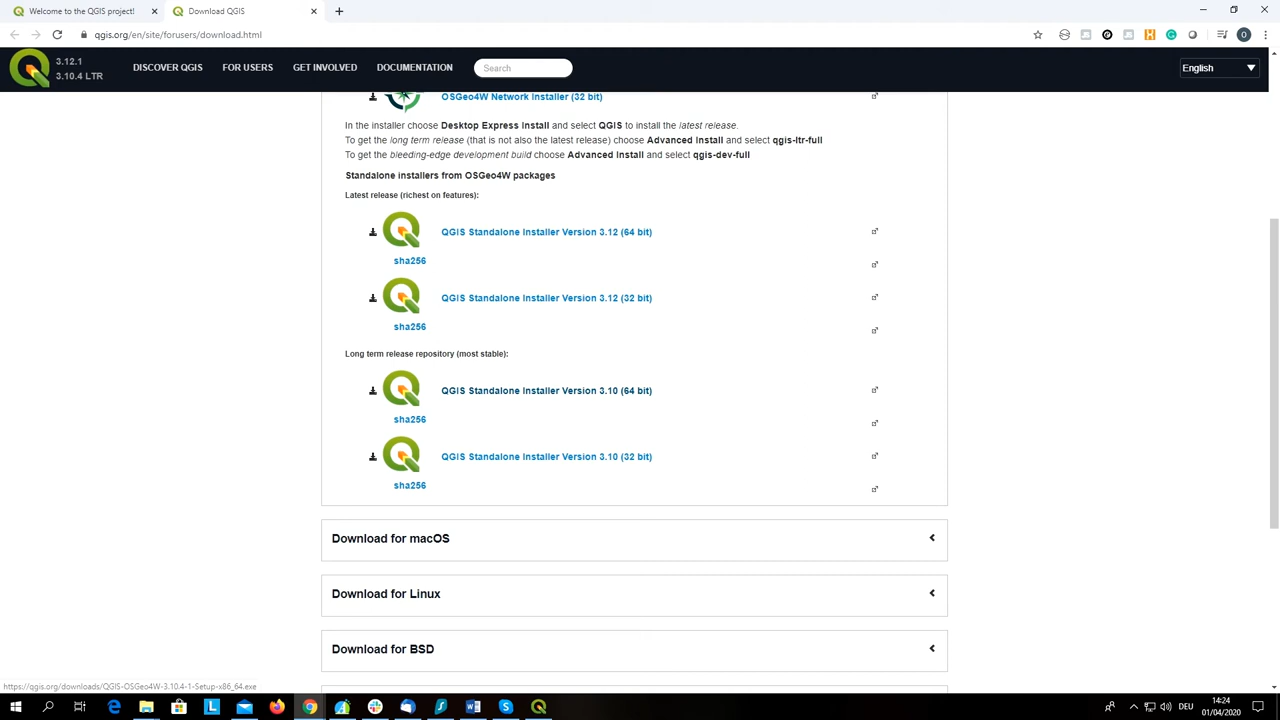 Welcome to the QGIS project!
Download QGIS
qgis.org/en/site/forusers/download.html
O
3.12.1
3.10.4 LTR
DISCOVER QGIS
FOR USERS
GET INVOLVED
DOCUMENTATION
Search
English
OSGeo4W Network Installer (32 bit)
In the installer choose Desktop Express Install and select QGIS to install the latest release.
To get the long term release (that is not also the latest release) choose Advanced Install and select qgis-ltr-full
To get the bleeding-edge development build choose Advanced Install and select qgis-dev-full
Standalone installers from OSGeo4W packages
Latest release (richest on features):
QGIS Standalone Installer Version 3.12 (64 bit)
sha256
QGIS Standalone Installer Version 3.12 (32 bit)
sha256
Long term release repository (most stable):
QGIS Standalone Installer Version 3.10 (64 bit)
sha256
QGIS Standalone Installer Version 3.10 (32 bit)
sha256
Download for macOS
Download for Linux
Download for BSD
https://qgis.org/downloads/QGIS-OSGeo4W-3.10.4-1-Setup-x86_64.exe
DEU
14:24
01/04/2020